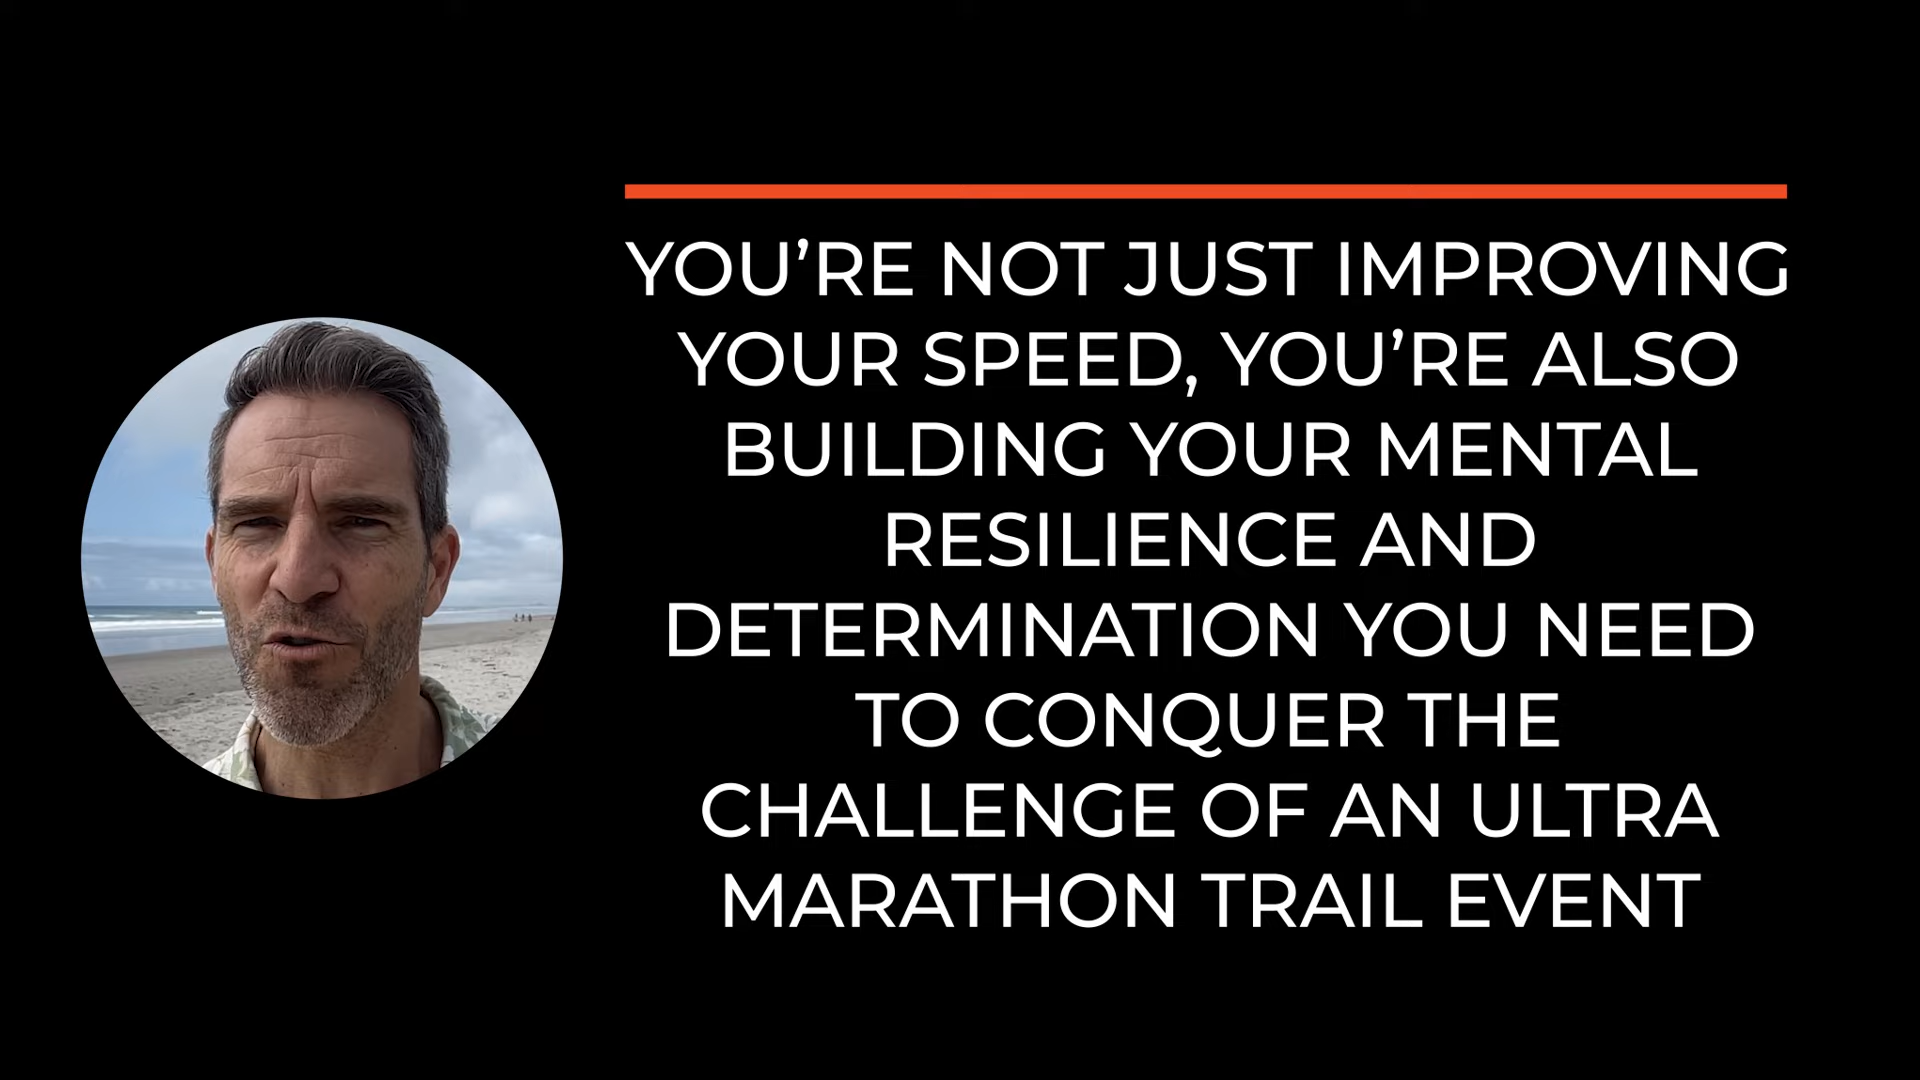 YOU’RE NOT JUST IMPROVING
YOUR SPEED, YOU’RE ALSO
BUILDING YOUR MENTAL
RESILIENCE AND
DETERMINATION YOU NEED
TO CONQUER THE
CHALLENGE OF AN ULTRA
MARATHON TRAIL EVENT